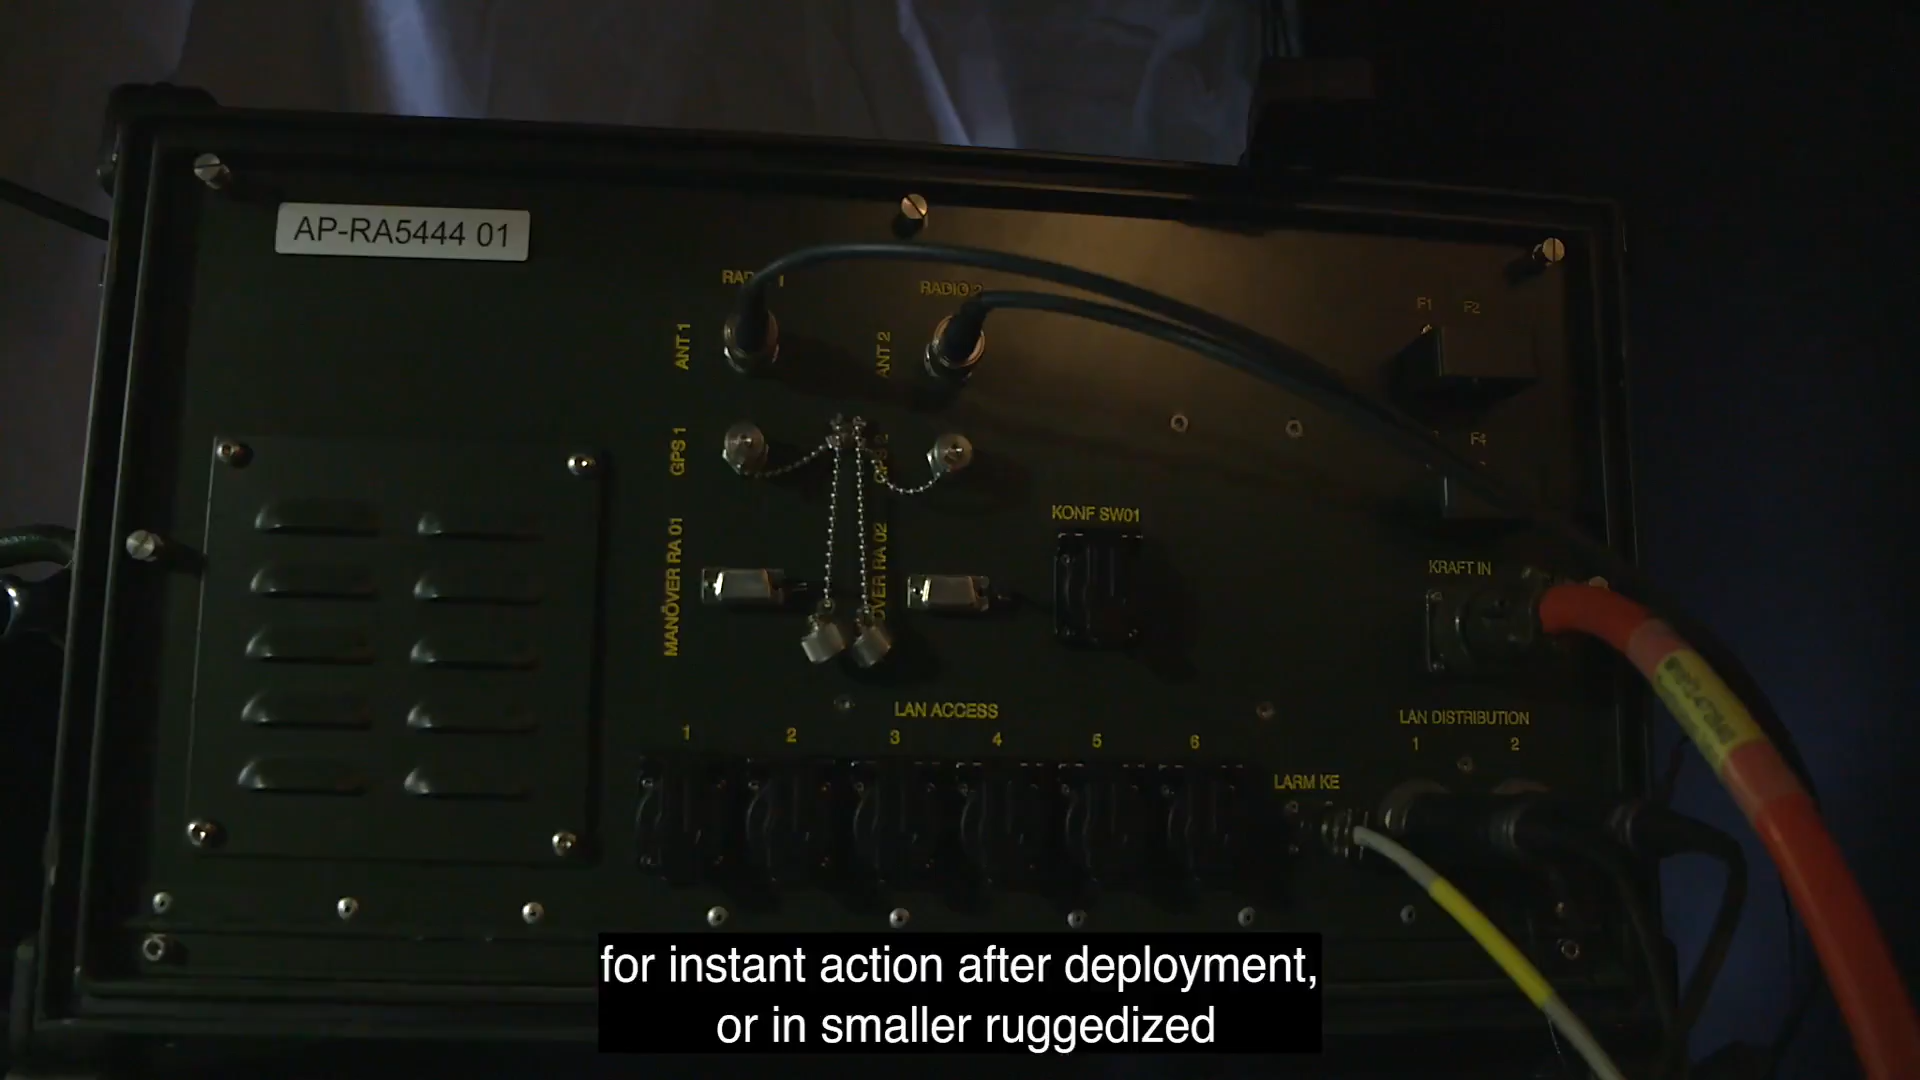 AP-RA5444 01
RADIO 2
F1
F2
ANT 1
ANT 2
F4
GPS 1
KONF SW01
MANÖVER RA 01
RA 02
KRAFT IN
LAN ACCESS
1
2
3
4
5
6
LAN DISTRIBUTION
1
2
LARM KE
for instant action after deployment,
or in smaller ruggedized